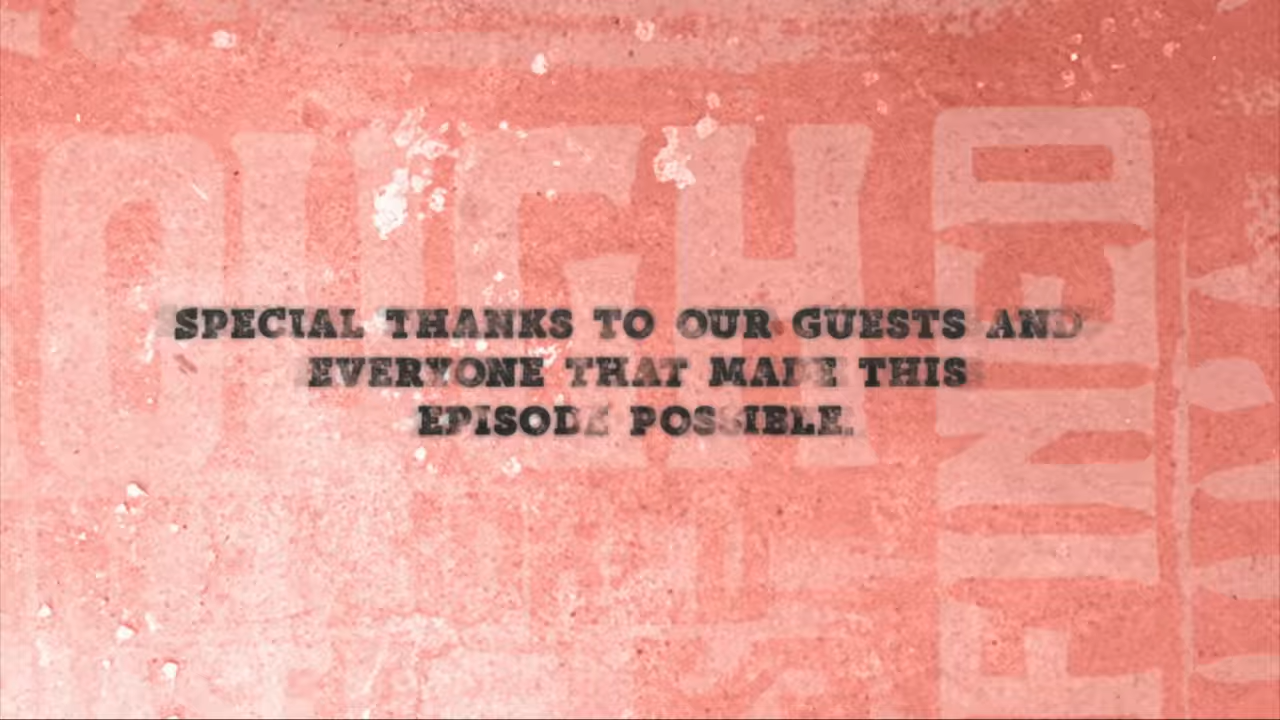 SPECIAL THANKS TO OUR GUESTS AND
EVERYONE THAT MADE THIS
EPISODE POSSIBLE.